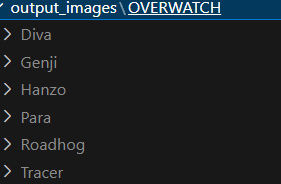 output_images\OVERWATCH
Diva
Genji
Hanzo
Para
Roadhog
Tracer